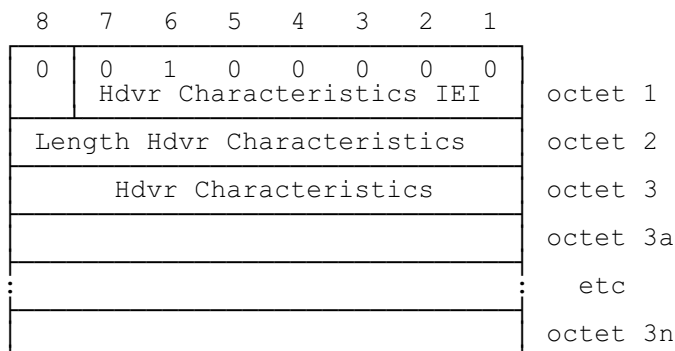 8 7 6 5 4 3 2 1
0 0 1 0 0 0 0 0
Hdvr Characteristics IEI octet 1
Length Hdvr Characteristics octet 2
Hdvr Characteristics octet 3
octet 3a
: : etc
octet 3n